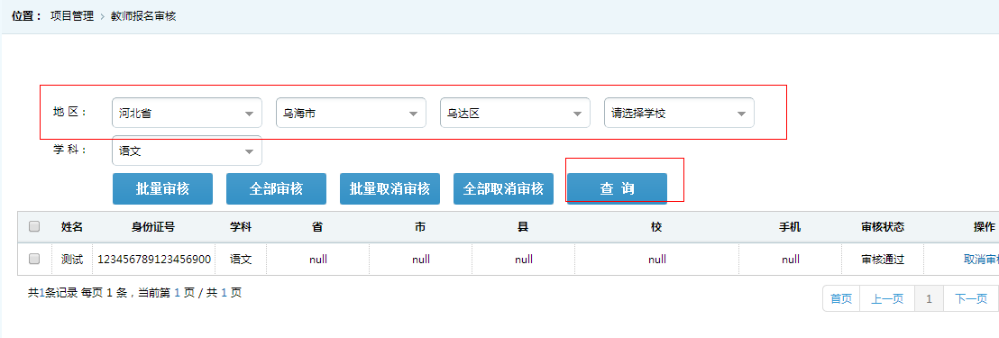 位置： 项目管理 › 教师报名审核
地 区： 河北省 乌海市 乌达区 请选择学校
学 科： 语文
批量审核 全部审核 批量取消审核 全部取消审核 查 询
姓名 身份证号 学科 省 市 县 校 手机 审核状态 操作
测试 123456789123456900 语文 null null null null null 审核通过 取消审核
共1条记录 每页 1 条，当前第 1 页 / 共 1 页
首页 上一页 1 下一页